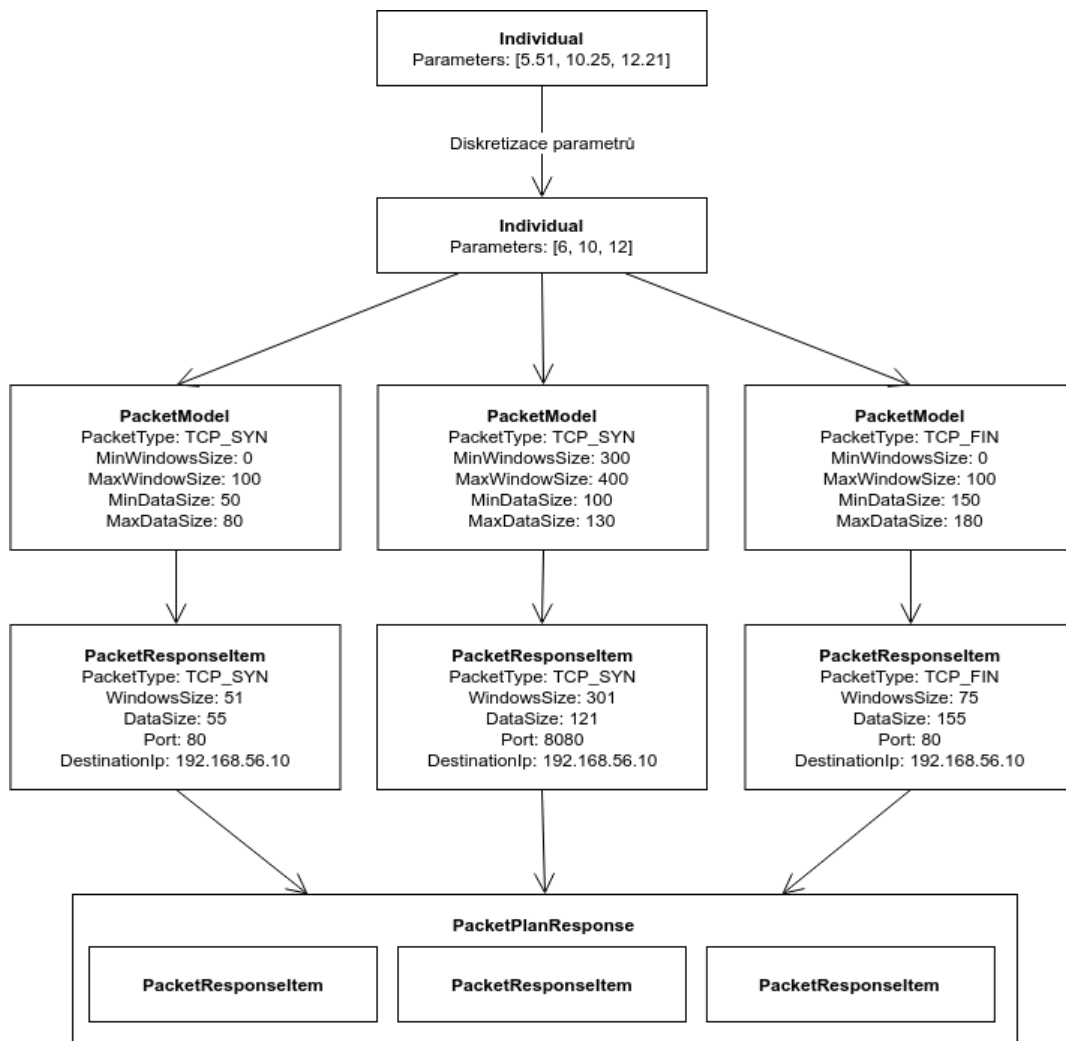 Individual
Parameters: [5.51, 10.25, 12.21]
Diskretizace parametrů
Individual
Parameters: [6, 10, 12]
PacketModel
PacketType: TCP_SYN
MinWindowsSize: 0
MaxWindowSize: 100
MinDataSize: 50
MaxDataSize: 80
PacketModel
PacketType: TCP_SYN
MinWindowsSize: 300
MaxWindowSize: 400
MinDataSize: 100
MaxDataSize: 130
PacketModel
PacketType: TCP_FIN
MinWindowsSize: 0
MaxWindowSize: 100
MinDataSize: 150
MaxDataSize: 180
PacketResponseItem
PacketType: TCP_SYN
WindowsSize: 51
DataSize: 55
Port: 80
DestinationIp: 192.168.56.10
PacketResponseItem
PacketType: TCP_SYN
WindowsSize: 301
DataSize: 121
Port: 8080
DestinationIp: 192.168.56.10
PacketResponseItem
PacketType: TCP_FIN
WindowsSize: 75
DataSize: 155
Port: 80
DestinationIp: 192.168.56.10
PacketPlanResponse
PacketResponseItem
PacketResponseItem
PacketResponseItem